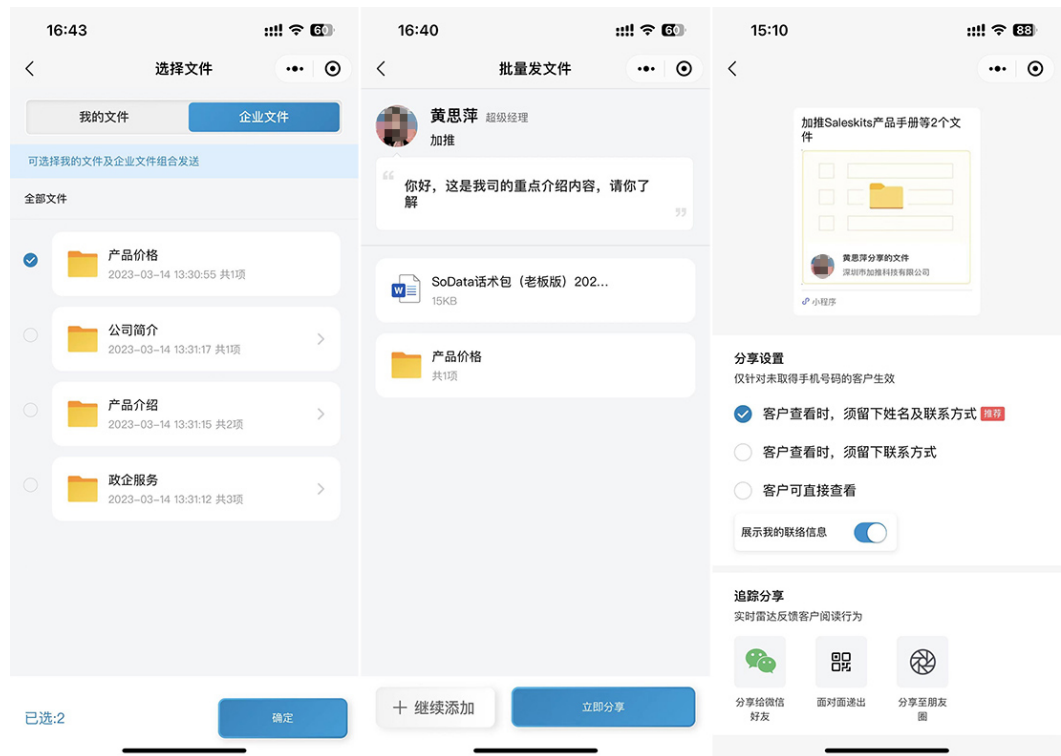 16:43
60
选择文件
我的文件
企业文件
可选择我的文件及企业文件组合发送
全部文件
产品价格
2023-03-14 13:30:55 共1项
公司简介
2023-03-14 13:31:17 共1项
产品介绍
2023-03-14 13:31:15 共2项
政企服务
2023-03-14 13:31:12 共3项
已选:2
确定
16:40
60
批量发文件
黄思萍 超级经理
加推
“
你好，这是我司的重点介绍内容，请你了
解
”
W
SoData话术包（老板版）202...
15KB
产品价格
共1项
继续添加
立即分享
15:10
88
加推Saleskits产品手册等2个文
件
黄思萍分享的文件
深圳市加推科技有限公司
小程序
分享设置
仅针对未取得手机号码的客户生效
客户查看时，须留下姓名及联系方式 推荐
客户查看时，须留下联系方式
客户可直接查看
展示我的联络信息
追踪分享
实时雷达反馈客户阅读行为
分享给微信
好友
面对面递出
分享至朋友
圈